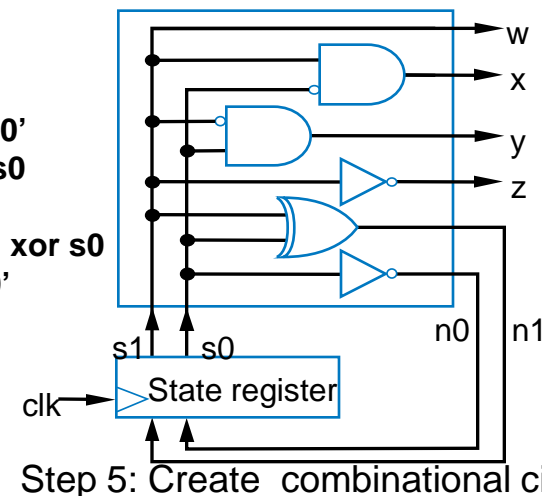 w
x
0’
y
s0
z
xor s0
’
n0 n1
s1 s0
State register
clk
Step 5: Create combinational ci